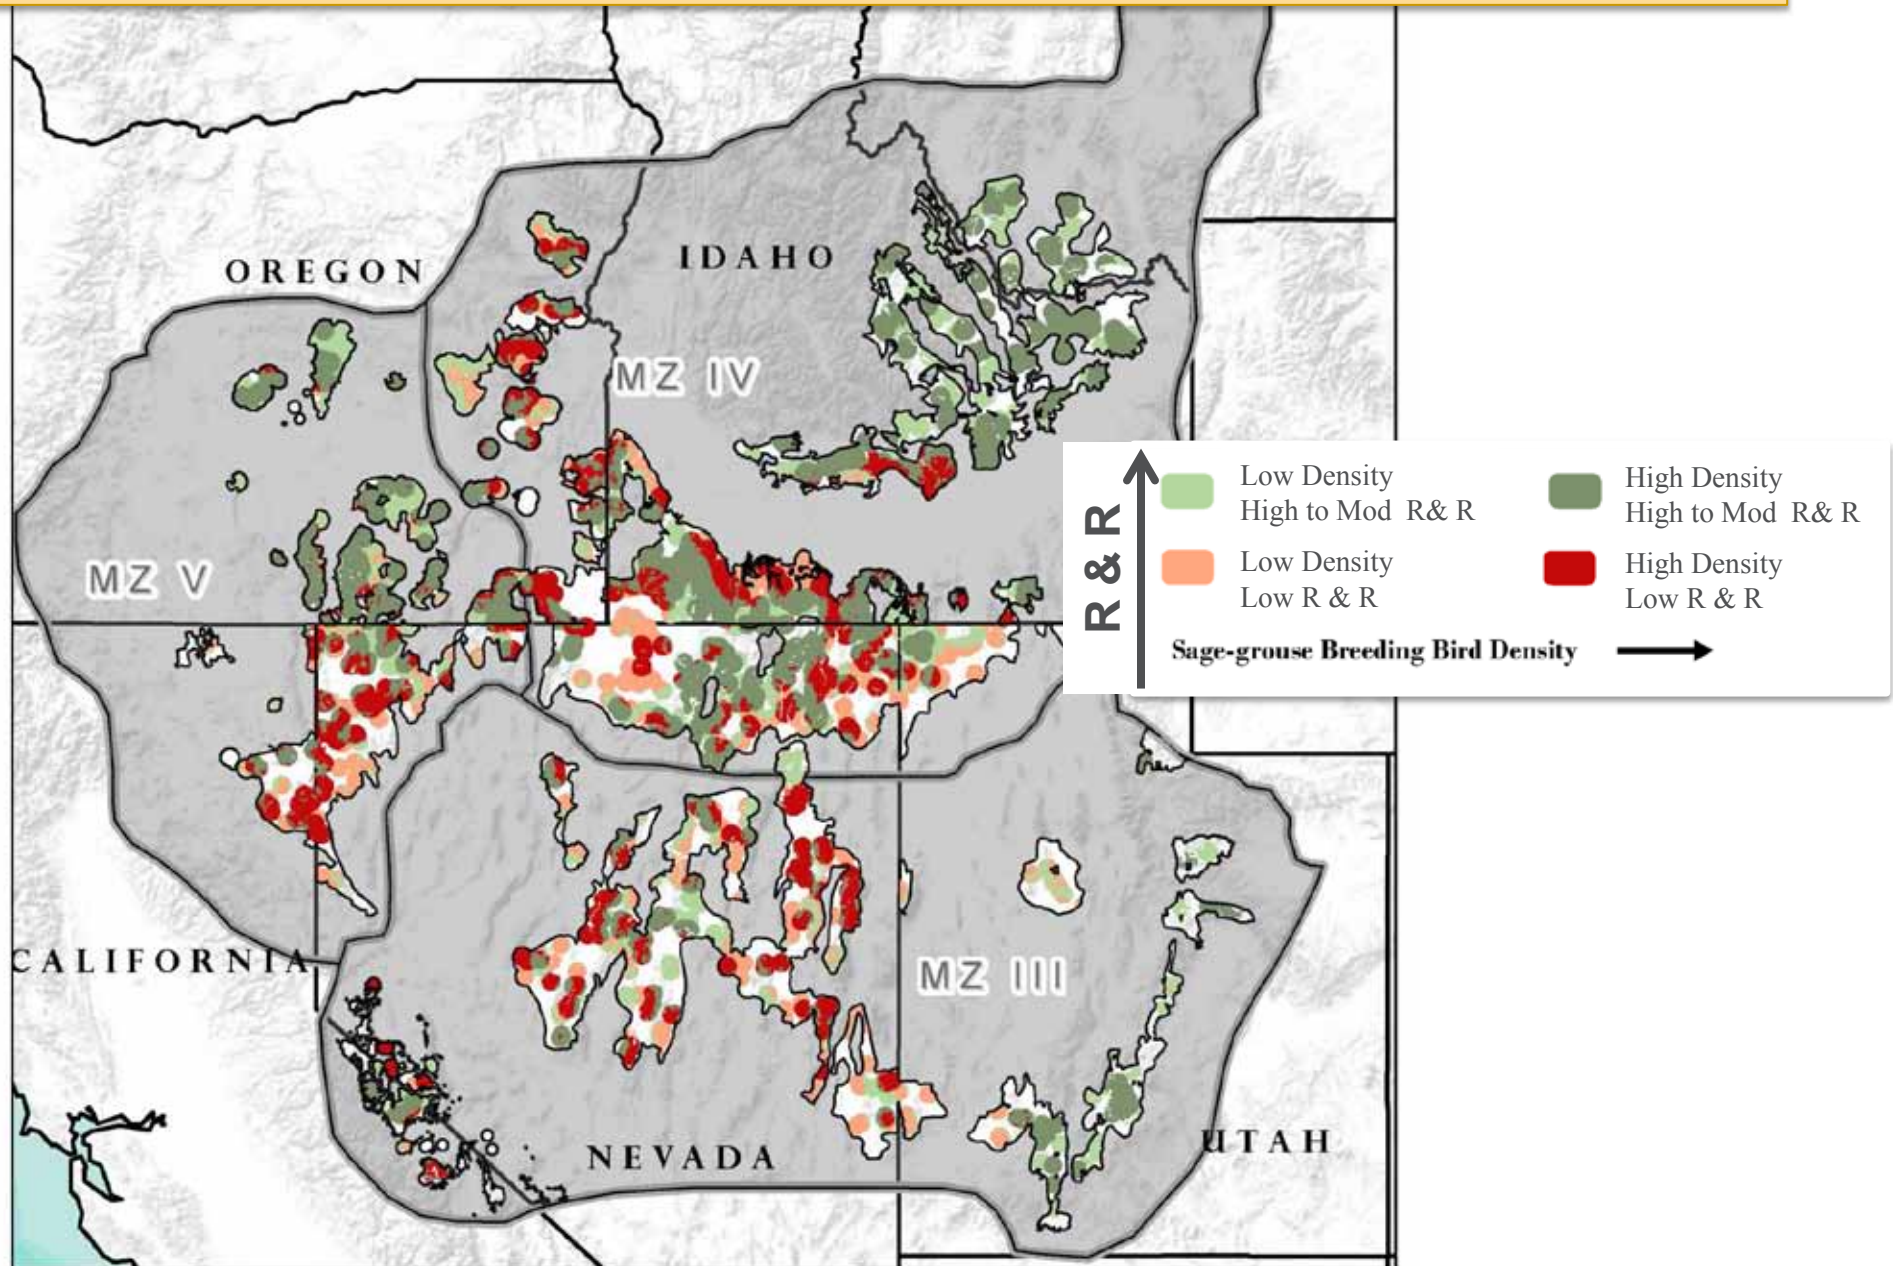 OREGON
IDAHO
MZ IV
MZ V
Low Density
High to Mod R& R
High Density
High to Mod R& R
Low Density
Low R & R
High Density
Low R & R
R & R
Sage-grouse Breeding Bird Density
CALIFORNIA
MZ III
NEVADA
UTAH